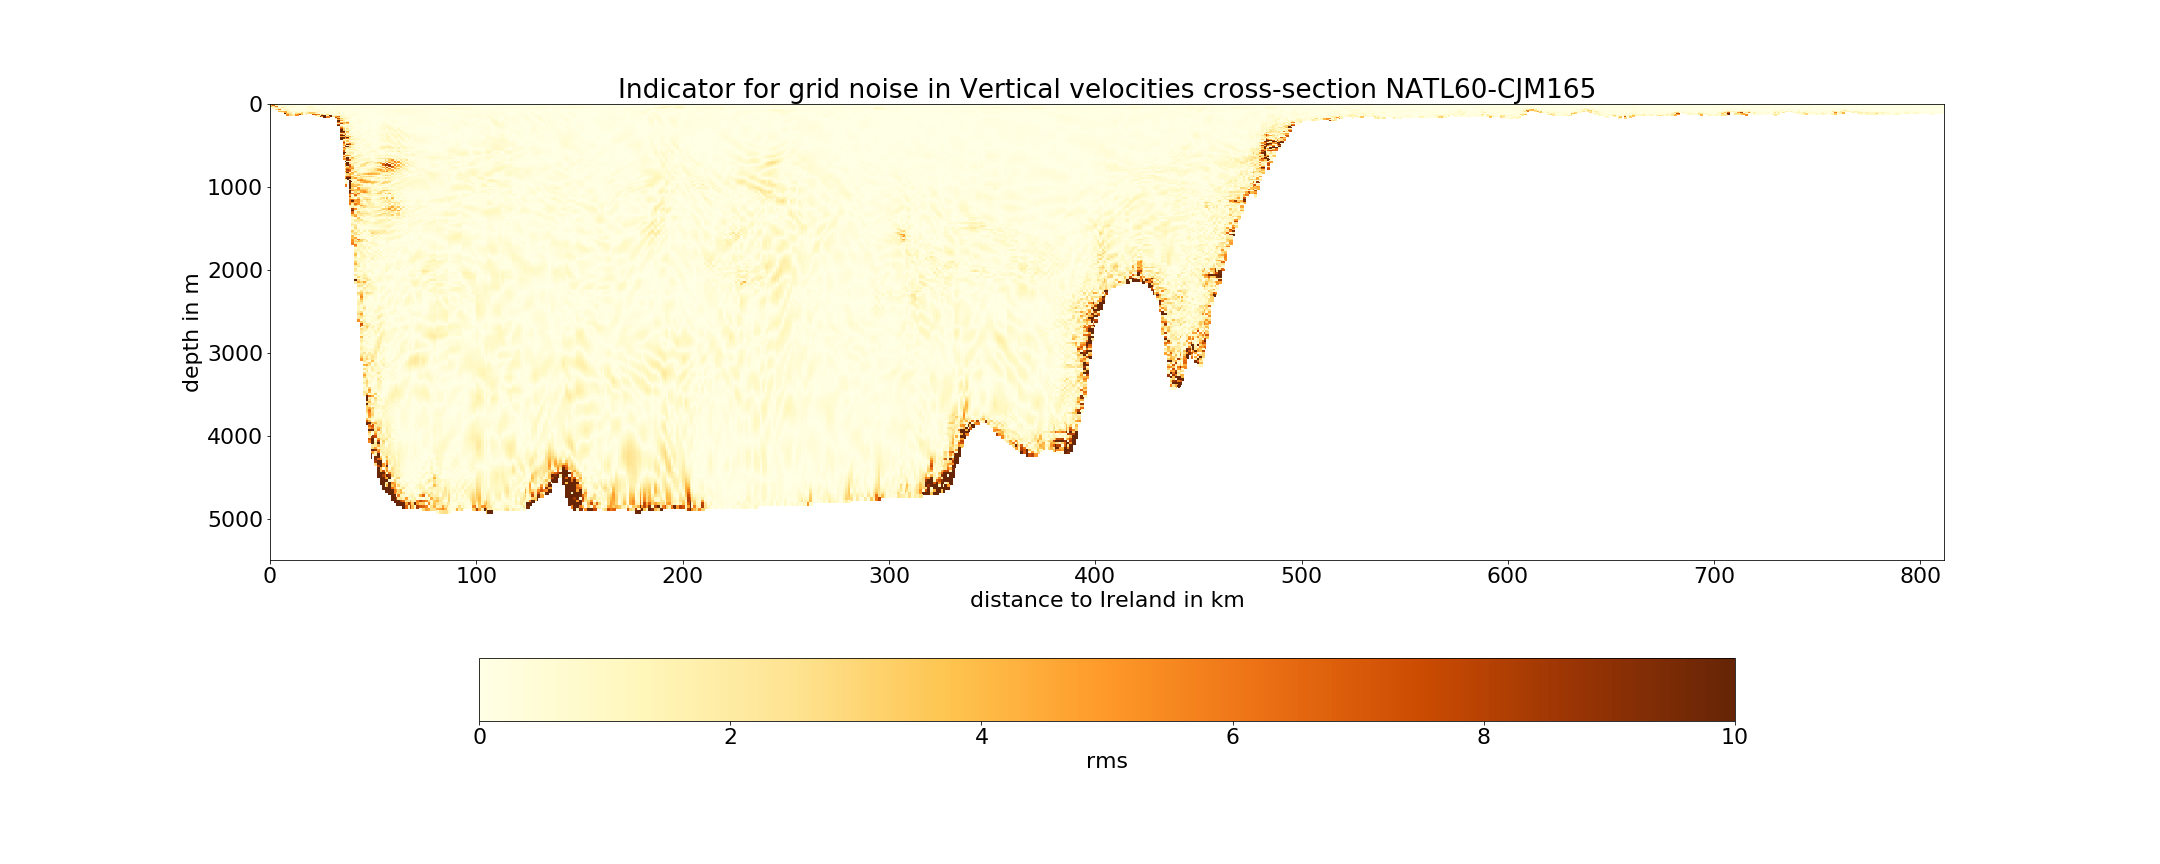 Indicator for grid noise in Vertical velocities cross-section NATL60-CJM165
0
1000
2000
3000
4000
5000
depth in m
0 100 200 300 400 500 600 700 800
distance to Ireland in km
0 2 4 6 8 10
rms